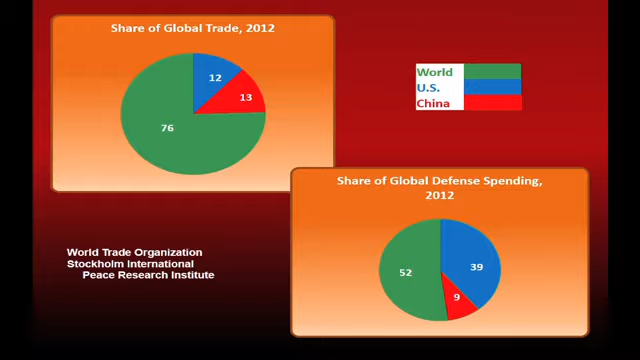 Share of Global Trade, 2012
12
13
76
World
U.S.
China
Share of Global Defense Spending,
2012
39
9
52
World Trade Organization
Stockholm International
Peace Research Institute